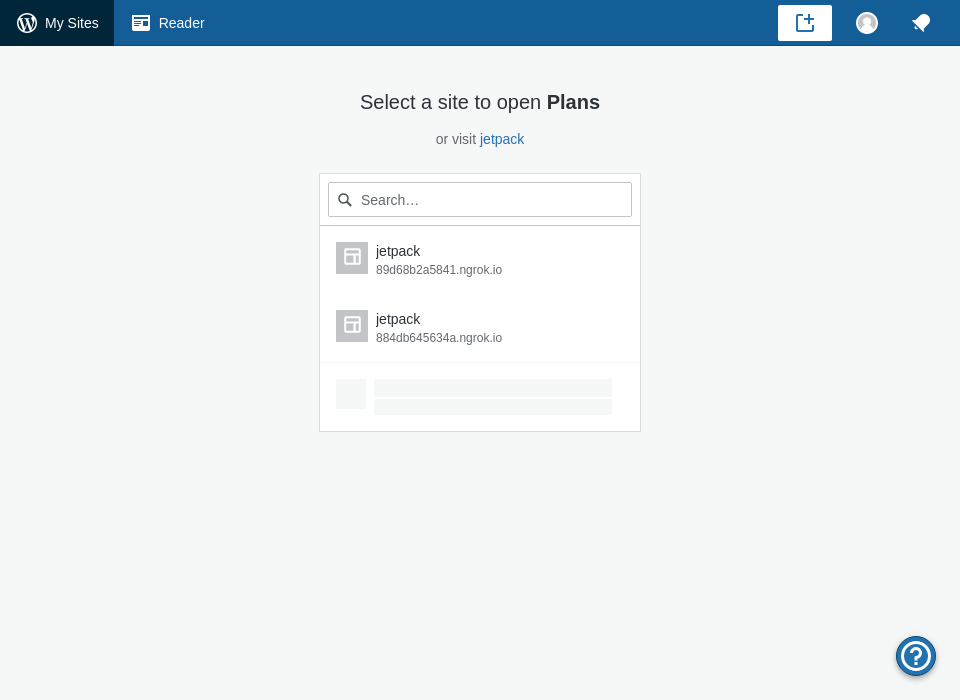 My Sites
Reader
Select a site to open Plans
or visit jetpack
Search…
jetpack
89d68b2a5841.ngrok.io
jetpack
884db645634a.ngrok.io